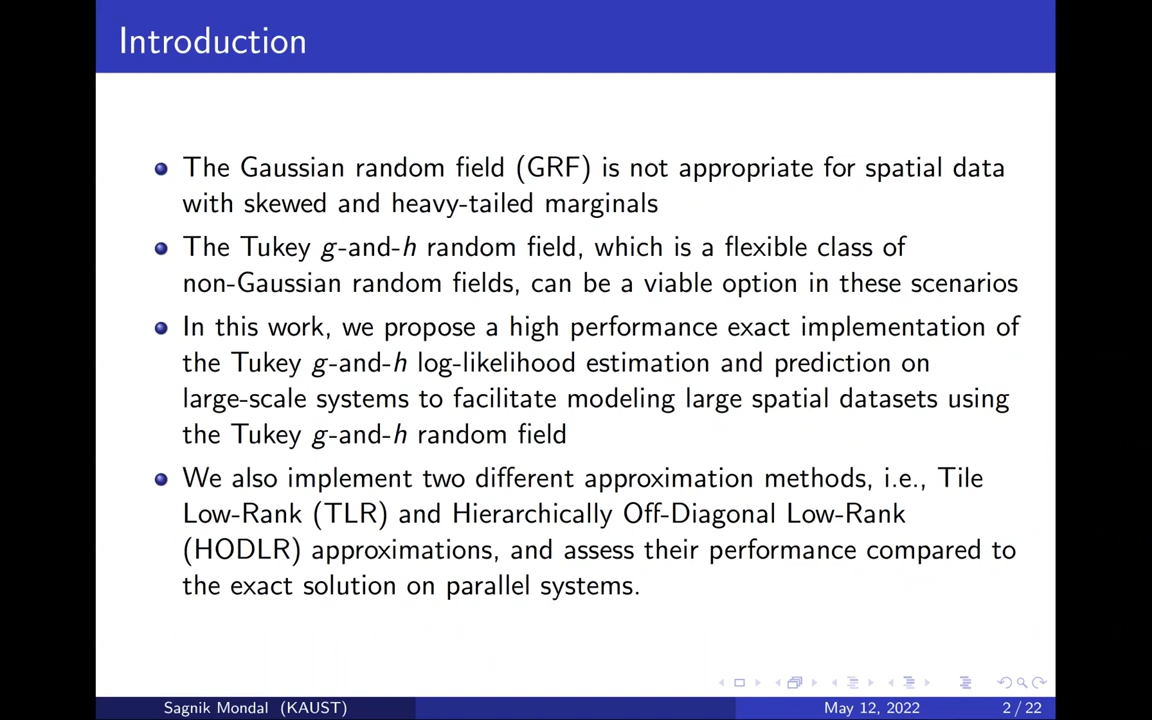 Introduction
The Gaussian random field (GRF) is not appropriate for spatial data
with skewed and heavy-tailed marginals
The Tukey g-and-h random field, which is a flexible class of
non-Gaussian random fields, can be a viable option in these scenarios
In this work, we propose a high performance exact implementation of
the Tukey g-and-h log-likelihood estimation and prediction on
large-scale systems to facilitate modeling large spatial datasets using
the Tukey g-and-h random field
We also implement two different approximation methods, i.e., Tile
Low-Rank (TLR) and Hierarchically Off-Diagonal Low-Rank
(HODLR) approximations, and assess their performance compared to
the exact solution on parallel systems.
Sagnik Mondal (KAUST) May 12, 2022 2 / 22